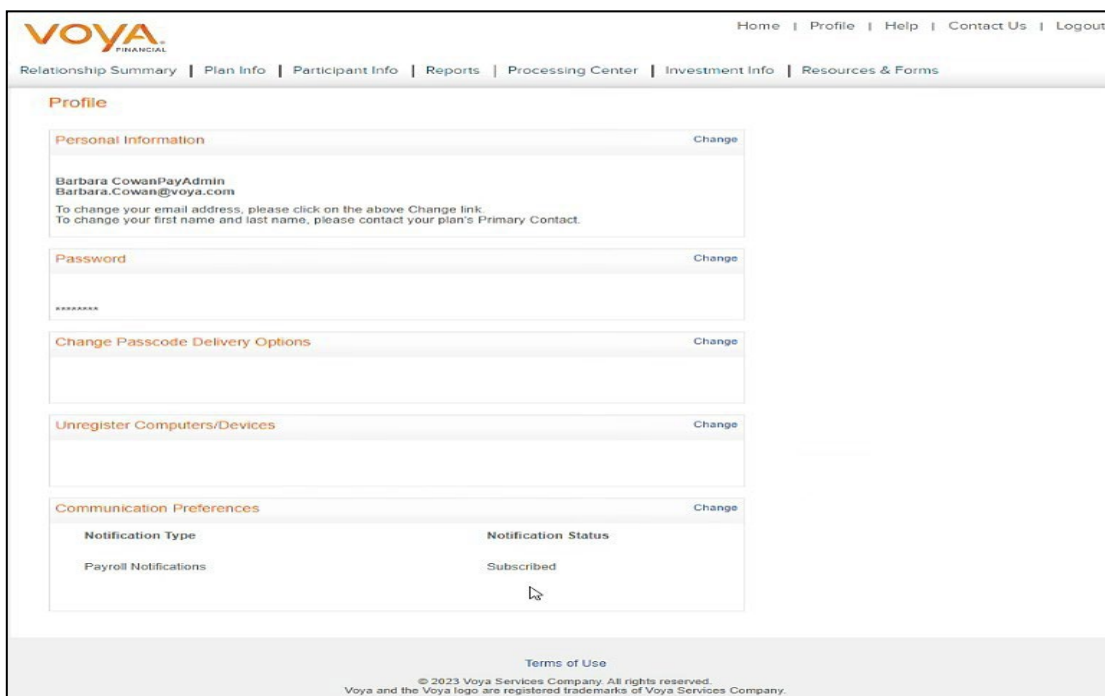 VOYA
FINANCIAL
Home | Profile | Help | Contact Us | Logout
Relationship Summary | Plan Info | Participant Info | Reports | Processing Center | Investment Info | Resources & Forms
Profile
Personal Information Change
Barbara CowanPayAdmin
Barbara.Cowan@voya.com
To change your email address, please click on the above Change link.
To change your first name and last name, please contact your plan's Primary Contact.
Password Change
********
Change Passcode Delivery Options Change
Unregister Computers/Devices Change
Communication Preferences Change
Notification Type Notification Status
Payroll Notifications Subscribed
Terms of Use
© 2023 Voya Services Company. All rights reserved.
Voya and the Voya logo are registered trademarks of Voya Services Company.